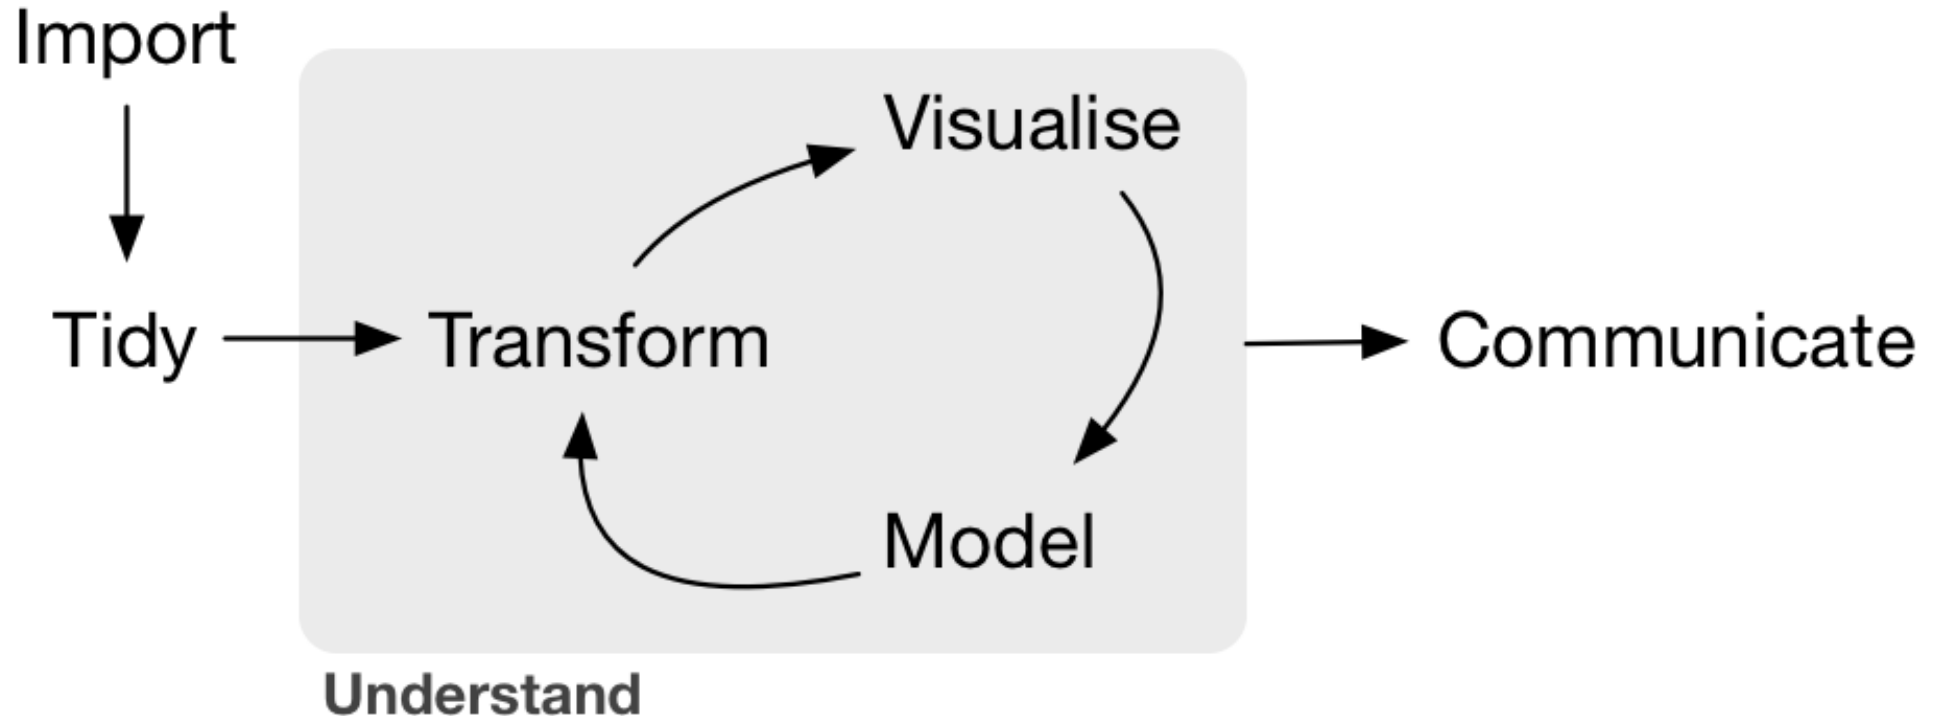 Import
Visualise
Tidy
Transform
Communicate
Model
Understand